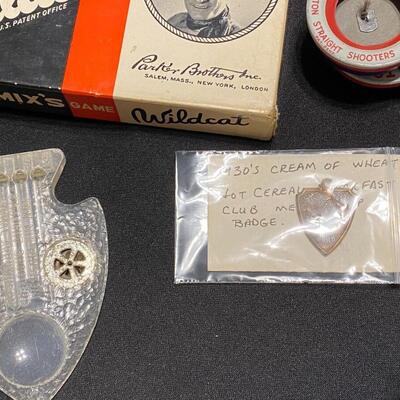 U.S. PATENT OFFICE
Parker Brothers Inc.
SALEM, MASS., NEW YORK, LONDON
MIX'S GAME Wildcat
STRAIGHT SHOOTERS
'30'S CREAM OF WHEAT
HOT CEREAL
CLUB
BADGE.